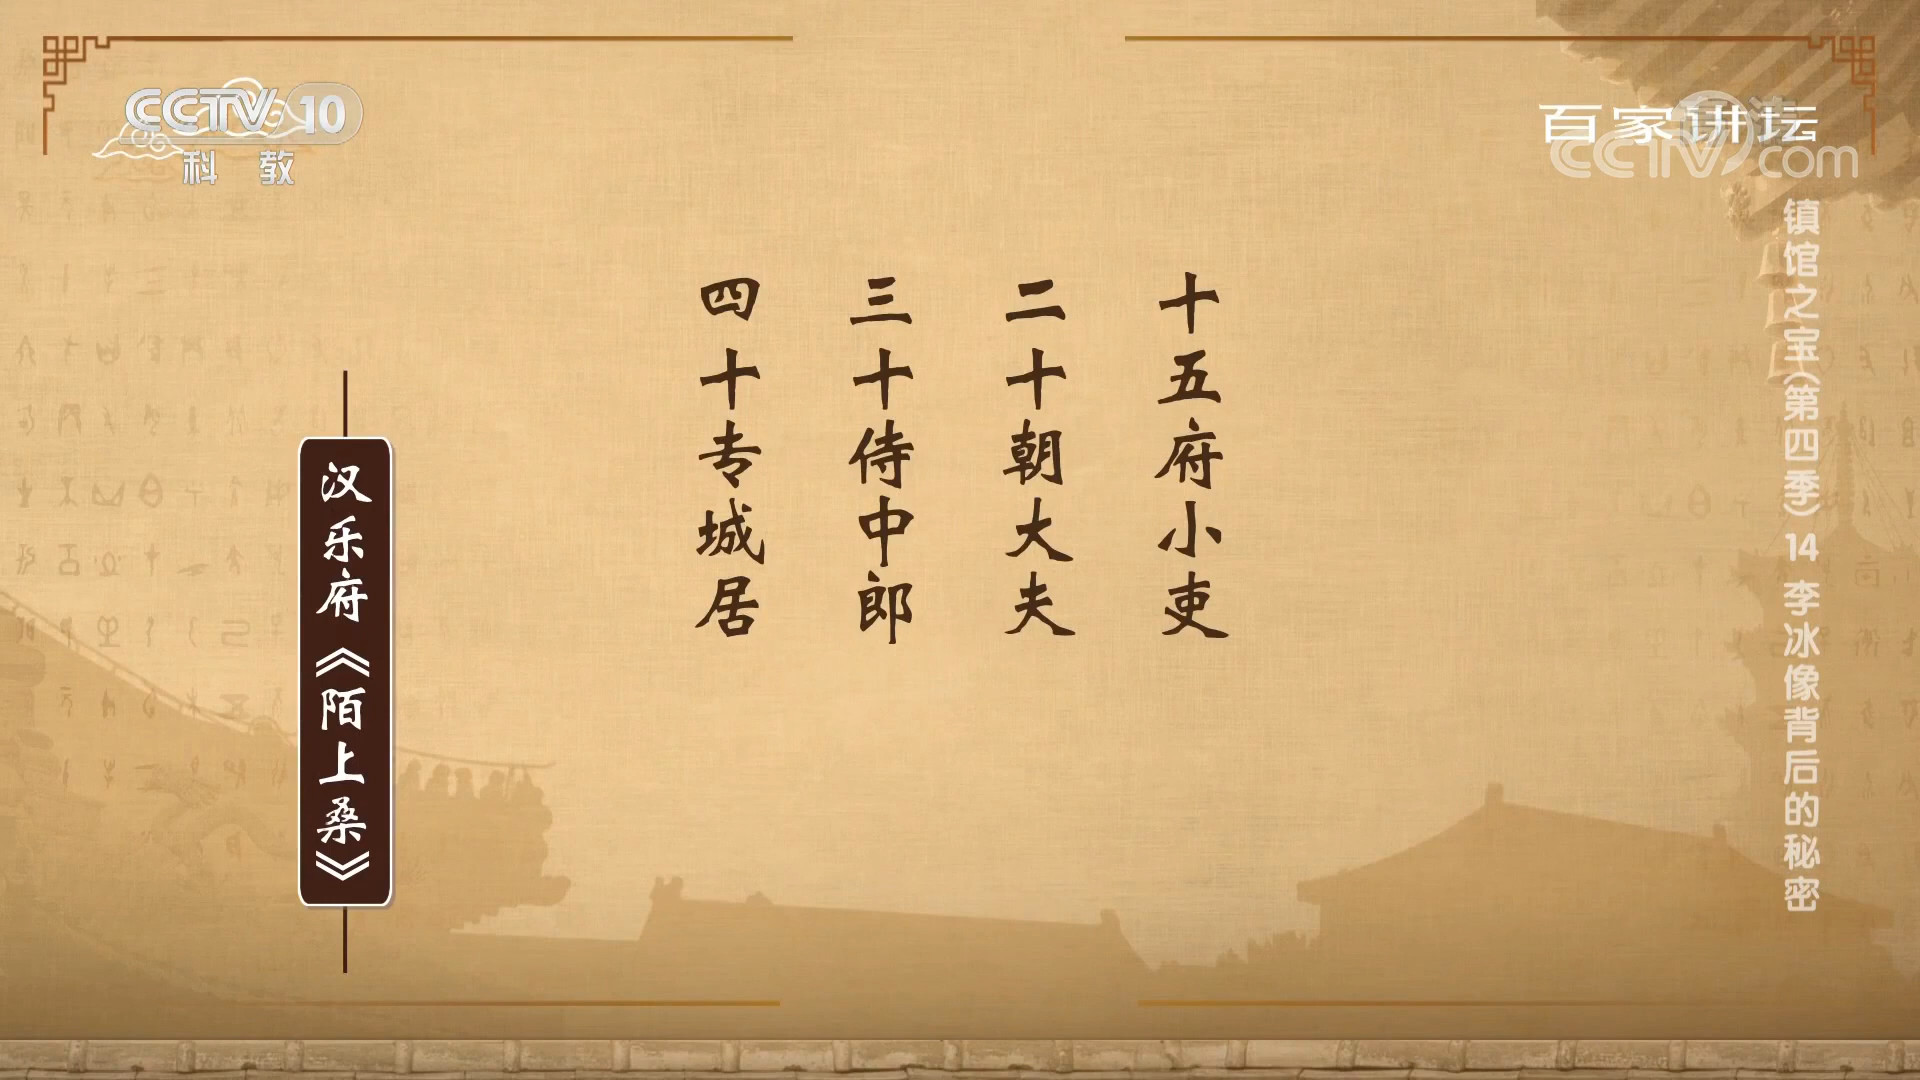 CCTV 10
科教
百家讲坛
CCTV.com
镇馆之宝(第四季) 14 李冰像背后的秘密
十五府小吏
二十朝大夫
三十侍中郎
四十专城居
汉乐府《陌上桑》